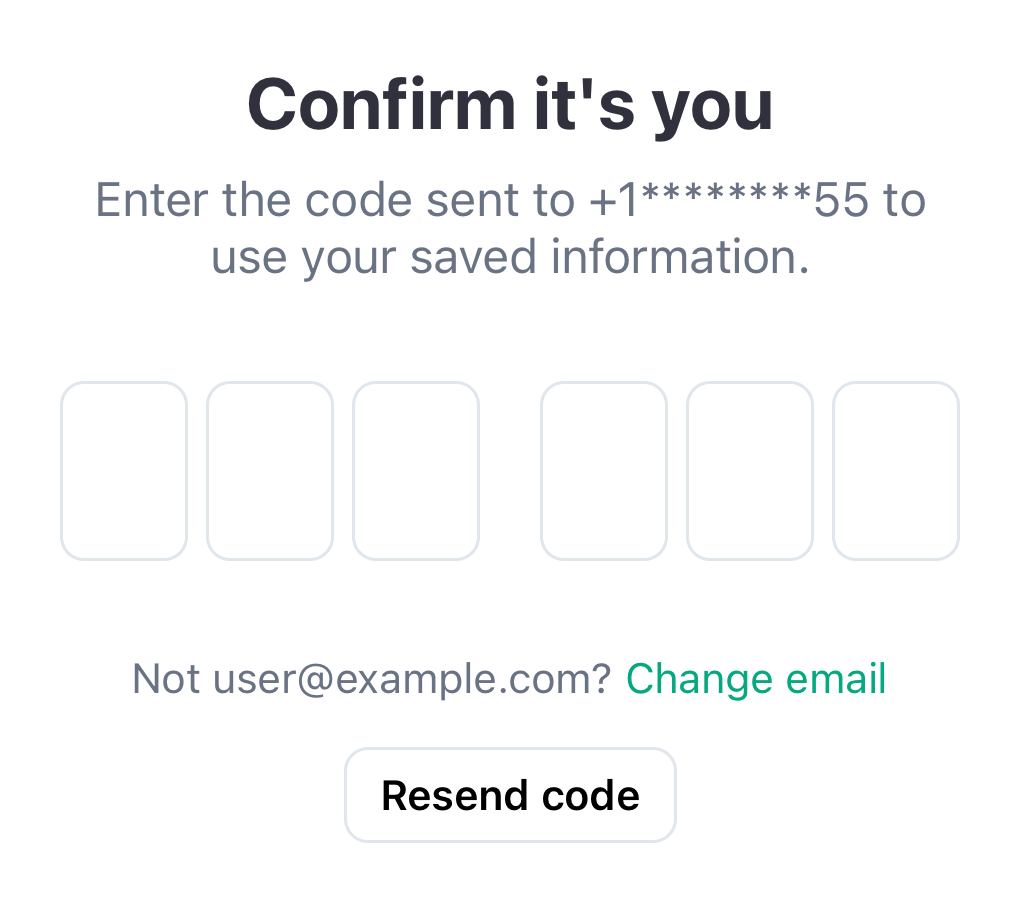 Confirm it's you
Enter the code sent to +1********55 to
use your saved information.
Not user@example.com? Change email
Resend code